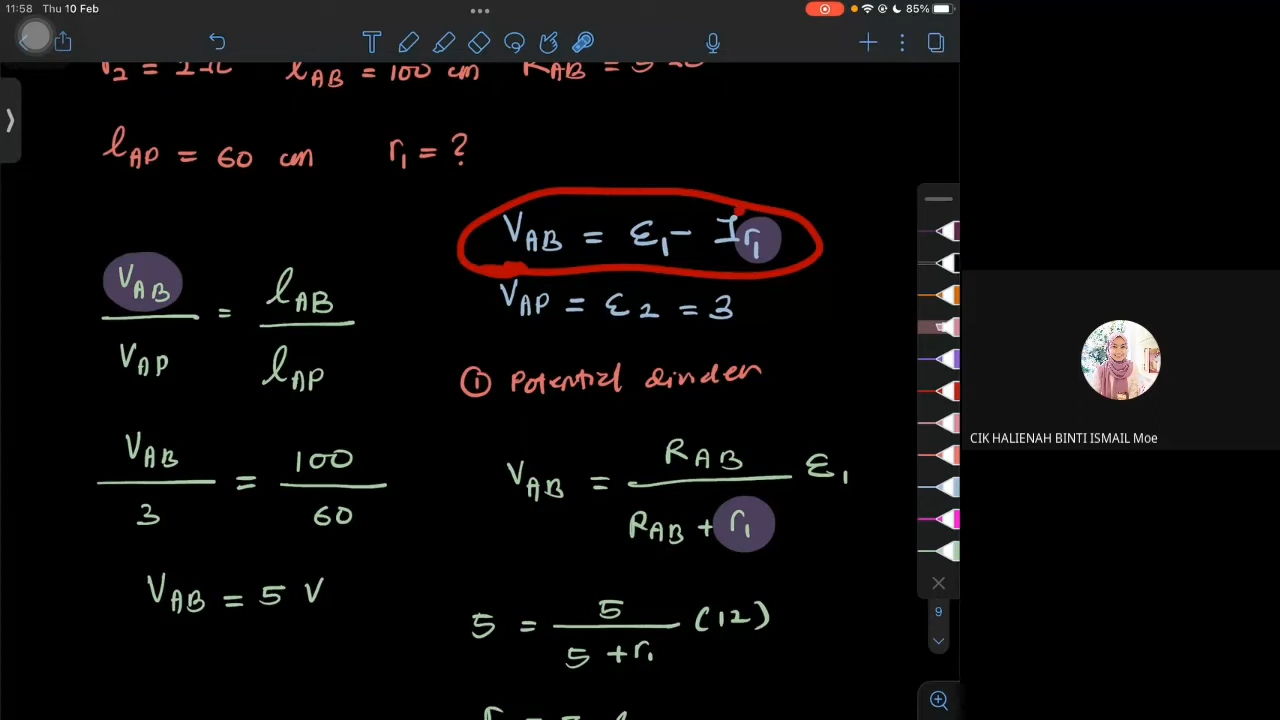 11:58 Thu 10 Feb
85%
l_AB = 100 cm
l_AP = 60 cm r₁ = ?
V_AB = ε₁ - Ir₁
V_AP = ε₂ = 3
V_AB / V_AP = l_AB / l_AP
① Potential divider
V_AB / 3 = 100 / 60
V_AB = R_AB / (R_AB + r₁) ε₁
V_AB = 5 V
5 = 5 / (5 + r₁) (12)
9
CIK HALIENAH BINTI ISMAIL Moe